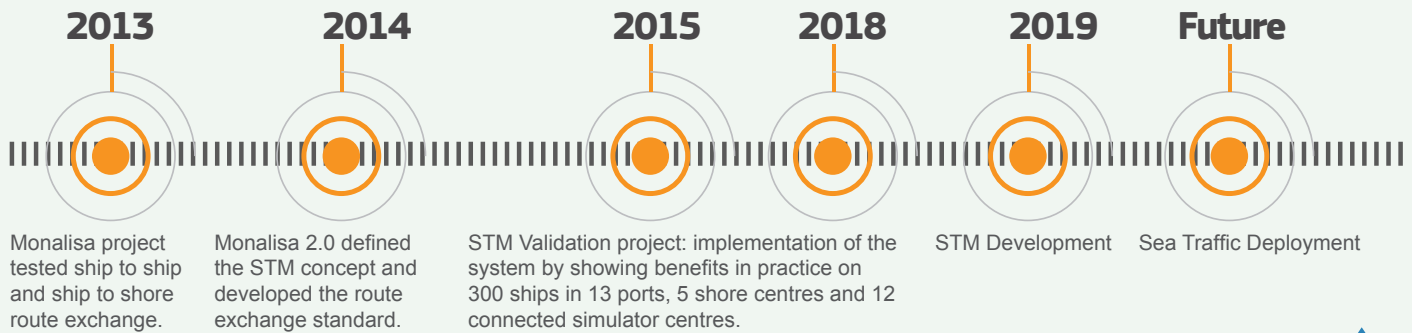 2013
2014
2015
2018
2019
Future
Monalisa project
tested ship to ship
and ship to shore
route exchange.
Monalisa 2.0 defined
the STM concept and
developed the route
exchange standard.
STM Validation project: implementation of the
system by showing benefits in practice on
300 ships in 13 ports, 5 shore centres and 12
connected simulator centres.
STM Development
Sea Traffic Deployment